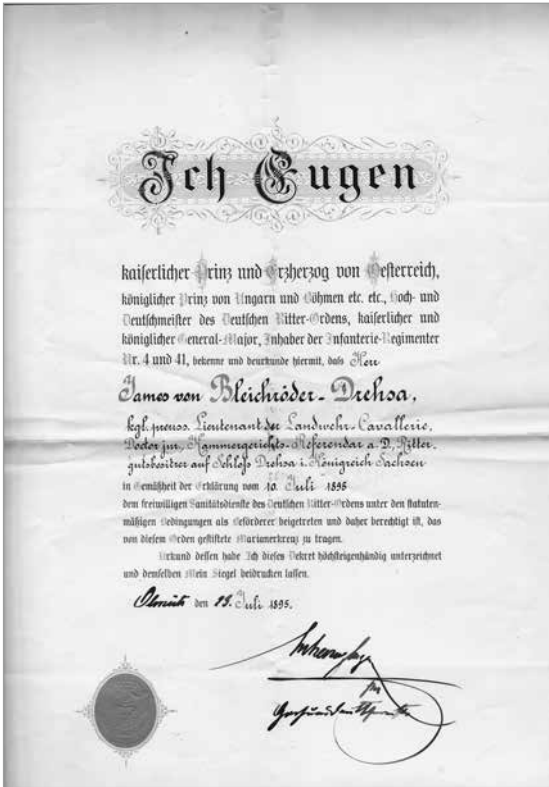 Ich Eugen
kaiserlicher Prinz und Erzherzog von Oesterreich,
königlicher Prinz von Ungarn und Böhmen etc. etc., Hoch- und
Deutschmeister des Deutschen Ritter-Ordens, kaiserlicher und
königlicher General-Major, Inhaber der Infanterie-Regimenter
Nr. 4 und 41, bekenne und beurkunde hiermit, dass Herr
James von Bleichröder-Drehsa,
kgl. preuss. Lieutenant der Landwehr-Cavallerie,
Doctor jur., Kammergerichts-Referendar a. D., Ritter-
gutsbesitzer auf Schloß Drehsa i. Königreich Sachsen
in Gemäßheit der Erklärung vom 10. Juli 1895
dem freiwilligen Sanitätsdienste des Deutschen Ritter-Ordens unter den statuten-
mäßigen Bedingungen als Beförderer beigetreten und daher berechtigt ist, das
von diesem Orden gestiftete Marianerkreuz zu tragen.
Urkund dessen habe Ich dieses Dekret höchsteigenhändig unterzeichnet
und demselben Mein Siegel beidrucken lassen.
Olmütz den 23. Juli 1895.